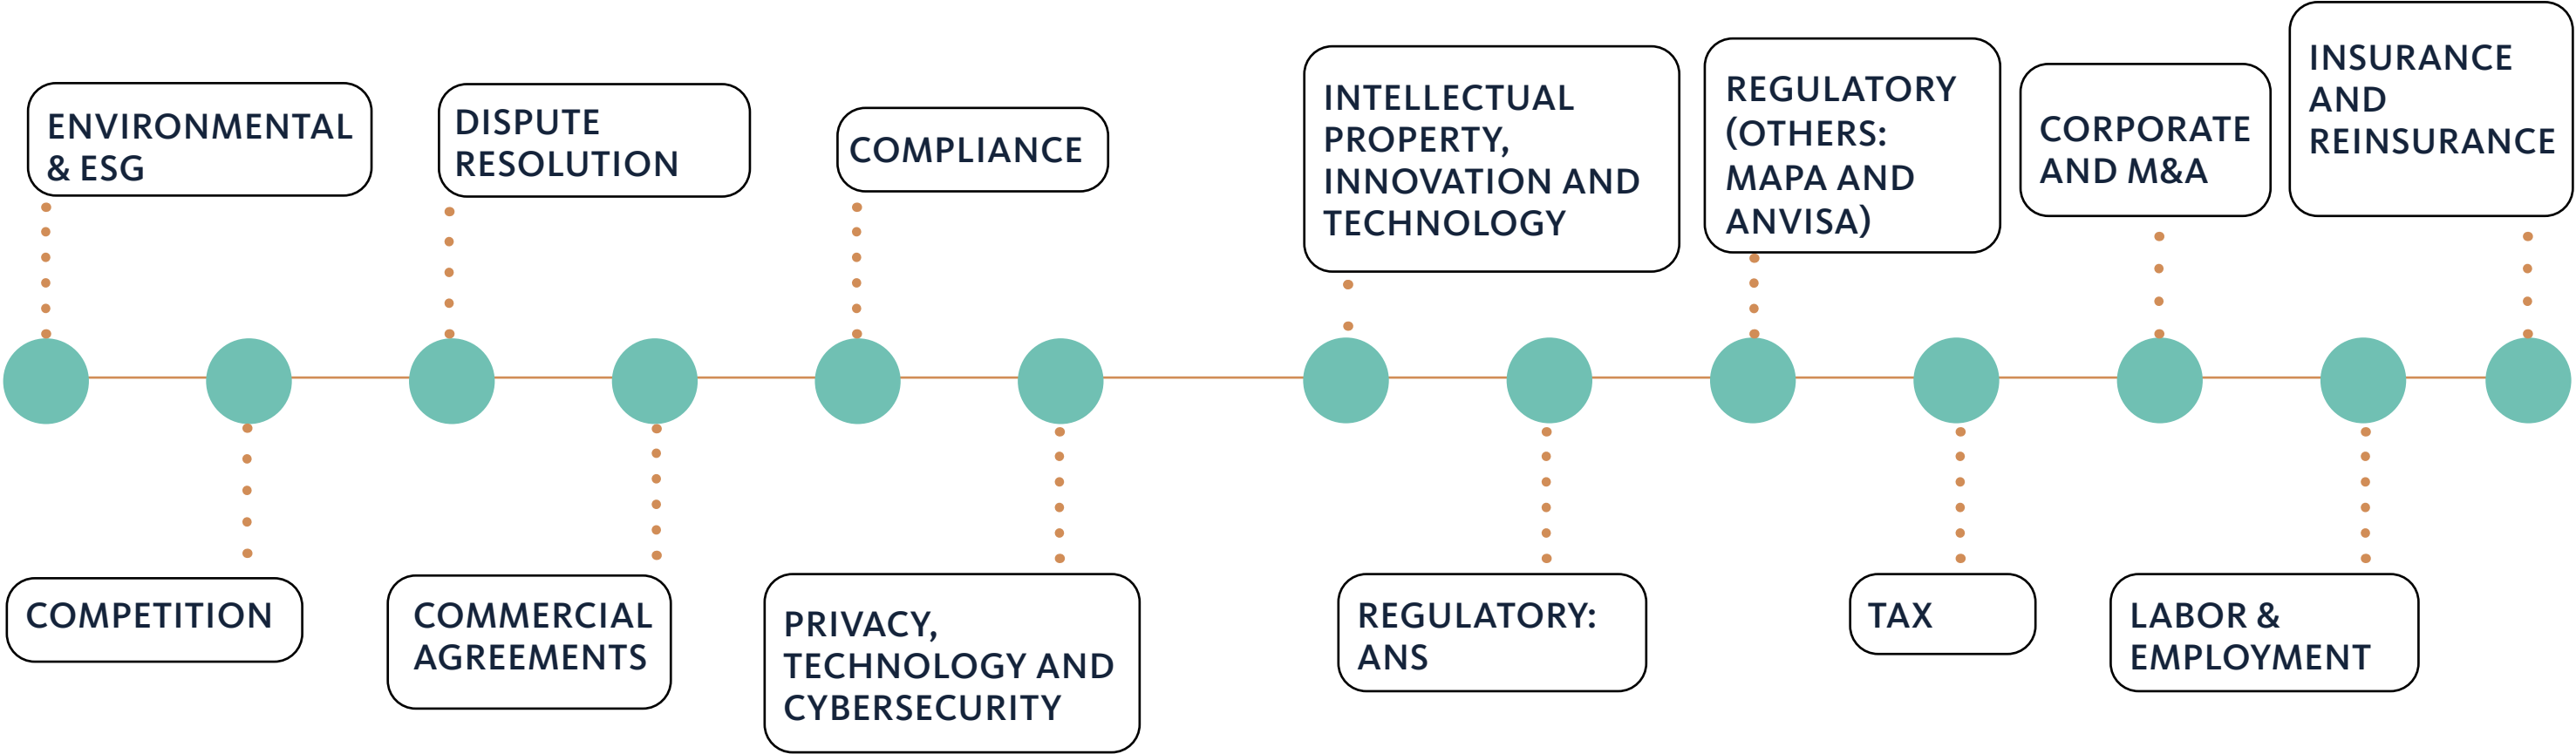 ENVIRONMENTAL
& ESG
DISPUTE
RESOLUTION
COMPLIANCE
INTELLECTUAL
PROPERTY,
INNOVATION AND
TECHNOLOGY
REGULATORY
(OTHERS:
MAPA AND
ANVISA)
CORPORATE
AND M&A
INSURANCE
AND
REINSURANCE
COMPETITION
COMMERCIAL
AGREEMENTS
PRIVACY,
TECHNOLOGY AND
CYBERSECURITY
REGULATORY:
ANS
TAX
LABOR &
EMPLOYMENT